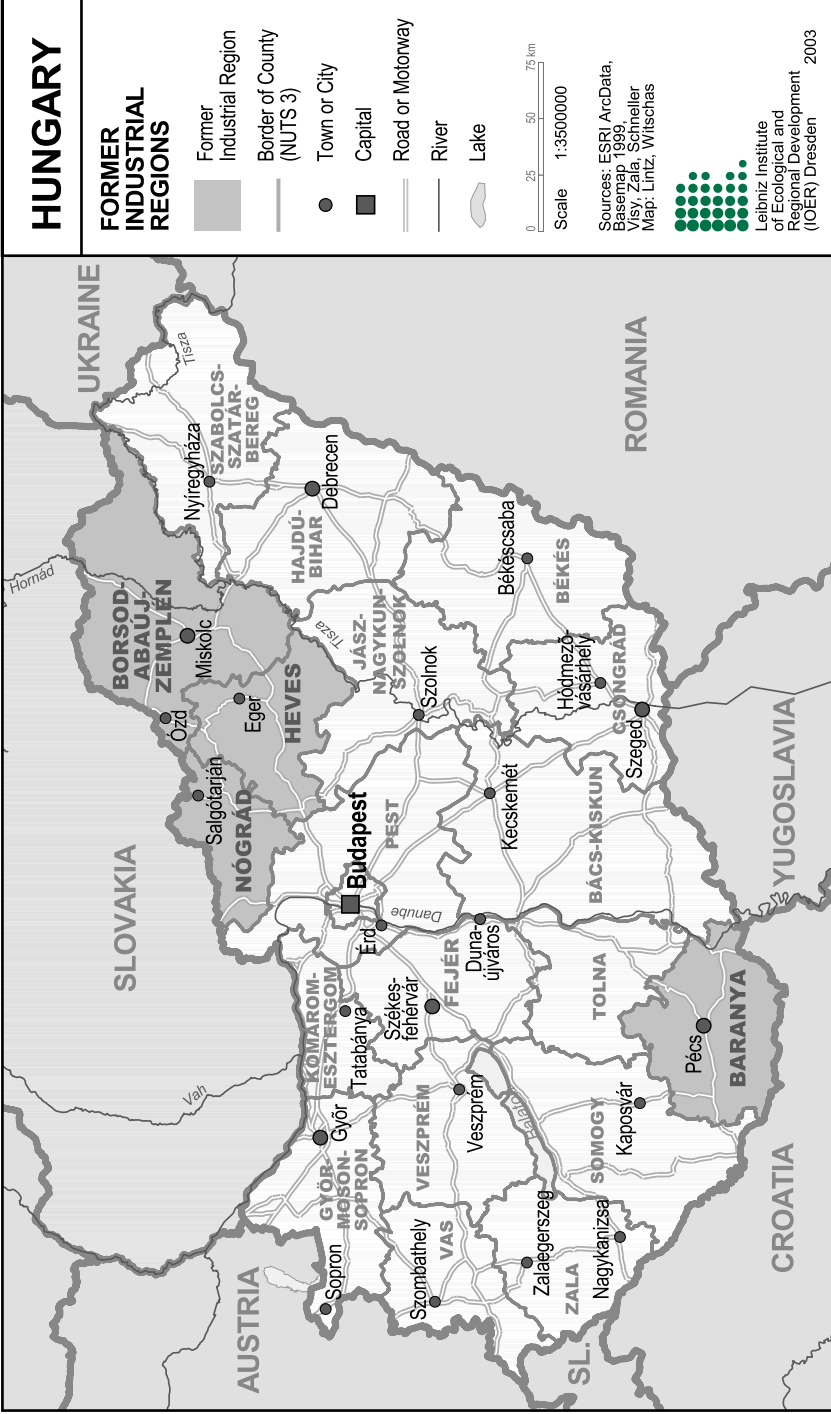 HUNGARY
FORMER
INDUSTRIAL
REGIONS
Former
Industrial Region
Border of County
(NUTS 3)
Town or City
Capital
Road or Motorway
River
Lake
0 25 50 75 km
Scale 1:3500000
Sources: ESRI ArcData,
Basemap 1999,
Visy, Zala, Schneller
Map: Lintz, Witschas
Leibniz Institute
of Ecological and
Regional Development
(IOER) Dresden 2003
UKRAINE
SLOVAKIA
AUSTRIA
ROMANIA
YUGOSLAVIA
CROATIA
SL.
Hornád
Tisza
Tisza
Vah
Danube
Balaton
BORSOD-
ABAÚJ-
ZEMPLÉN
Miskolc
Ózd
HEVES
Eger
NÓGRÁD
Salgótarján
SZABOLCS-
SZATÁR-
BEREG
Nyíregyháza
HAJDÚ-
BIHAR
Debrecen
JÁSZ-
NAGYKUN-
SZOLNOK
Szolnok
BÉKÉS
Békéscsaba
CSONGRÁD
Hódmező-
vásárhely
Szeged
PEST
Budapest
Érd
BÁCS-KISKUN
Kecskemét
KOMÁROM-
ESZTERGOM
Tatabánya
FEJÉR
Székes-
fehérvár
Duna-
újváros
TOLNA
BARANYA
Pécs
SOMOGY
Kaposvár
VESZPRÉM
Veszprém
GYŐR-
MOSON-
SOPRON
Győr
Sopron
VAS
Szombathely
ZALA
Zalaegerszeg
Nagykanizsa